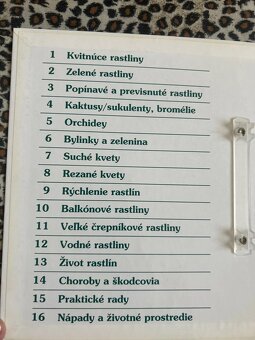 1 Kvitnúce rastliny
2 Zelené rastliny
3 Popínavé a previsnuté rastliny
4 Kaktusy/sukulenty, bromélie
5 Orchidey
6 Bylinky a zelenina
7 Suché kvety
8 Rezané kvety
9 Rýchlenie rastlín
10 Balkónové rastliny
11 Veľké črepníkové rastliny
12 Vodné rastliny
13 Život rastlín
14 Choroby a škodcovia
15 Praktické rady
16 Nápady a životné prostredie